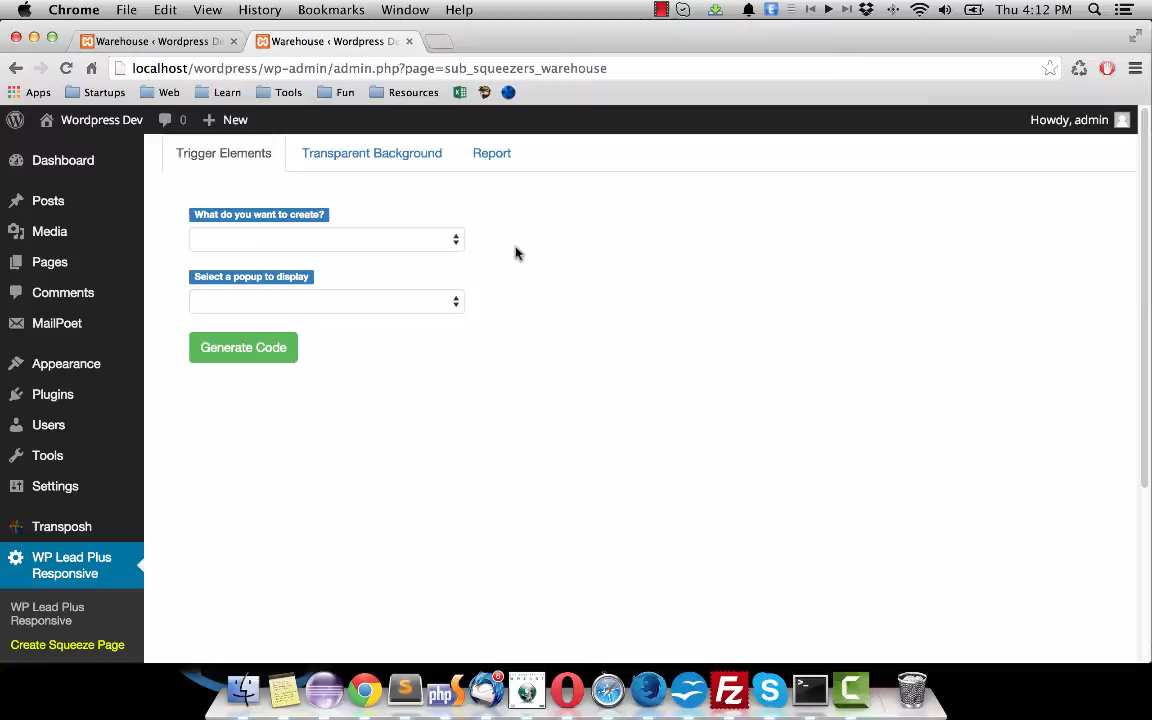 Chrome File Edit View History Bookmarks Window Help Thu 4:12 PM
Warehouse ‹ Wordpress De Warehouse ‹ Wordpress De
localhost/wordpress/wp-admin/admin.php?page=sub_squeezers_warehouse
Apps Startups Web Learn Tools Fun Resources
Wordpress Dev 0 New Howdy, admin
Trigger Elements Transparent Background Report
Dashboard
Posts
Media
Pages
Comments
MailPoet
Appearance
Plugins
Users
Tools
Settings
Transposh
WP Lead Plus
Responsive
WP Lead Plus
Responsive
Create Squeeze Page
What do you want to create?
Select a popup to display
Generate Code
6
S
php
Fz
S
>_
C